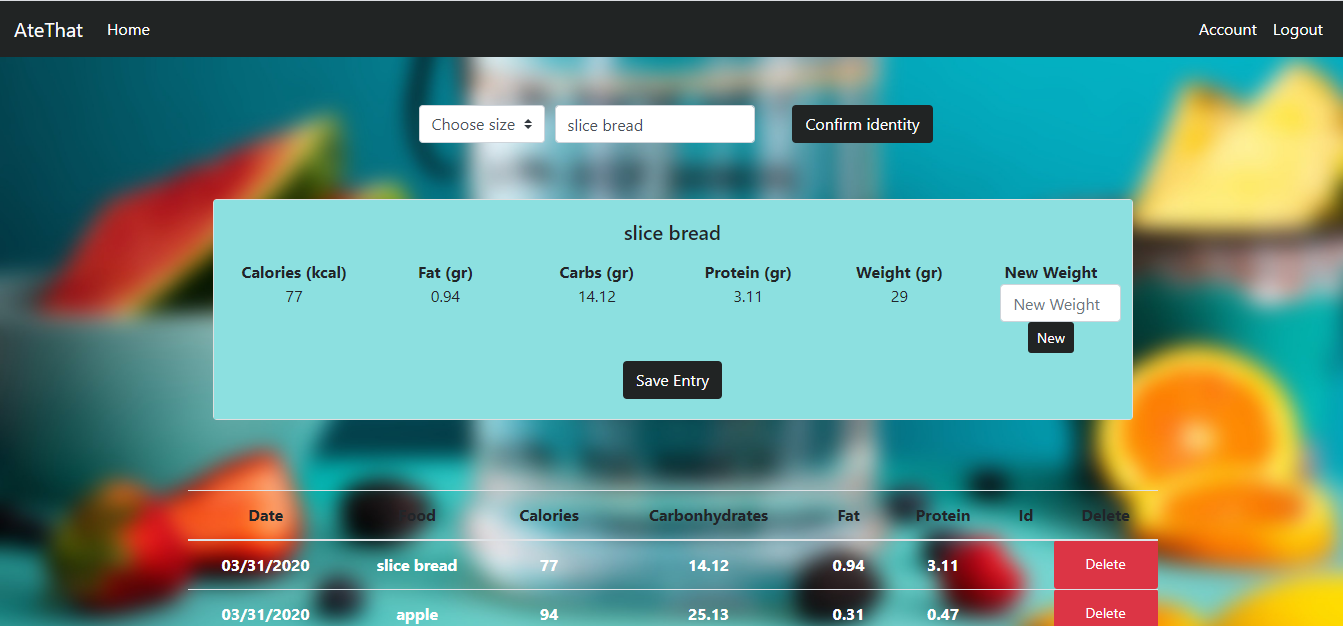 AteThat Home Account Logout
Choose size slice bread Confirm identity
slice bread
Calories (kcal) Fat (gr) Carbs (gr) Protein (gr) Weight (gr) New Weight
77 0.94 14.12 3.11 29 New Weight
New
Save Entry
Date Food Calories Carbonhydrates Fat Protein Id Delete
03/31/2020 slice bread 77 14.12 0.94 3.11 Delete
03/31/2020 apple 94 25.13 0.31 0.47 Delete